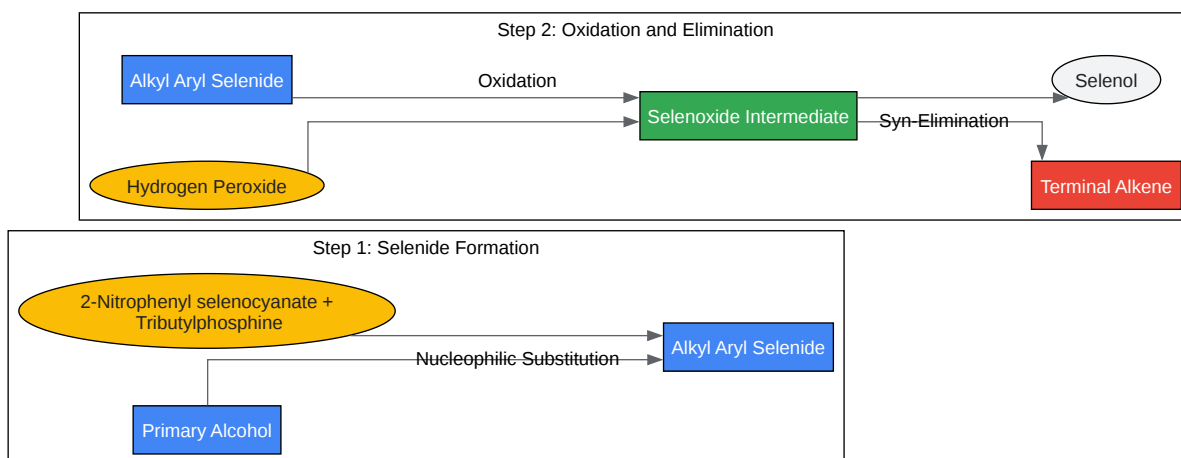 Step 2: Oxidation and Elimination
Alkyl Aryl Selenide
Oxidation
Selenol
Selenoxide Intermediate
Syn-Elimination
Hydrogen Peroxide
Terminal Alkene
Step 1: Selenide Formation
2-Nitrophenyl selenocyanate +
Tributylphosphine
Alkyl Aryl Selenide
Nucleophilic Substitution
Primary Alcohol